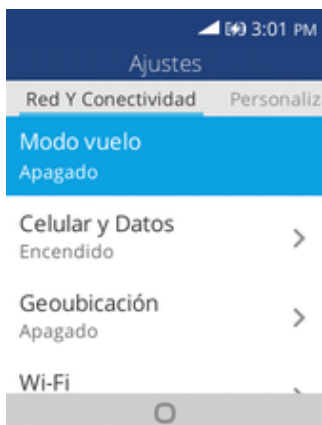 3:01 PM
Ajustes
Red Y Conectividad Personaliz
Modo vuelo
Apagado
Celular y Datos
Encendido
Geoubicación
Apagado
Wi-Fi